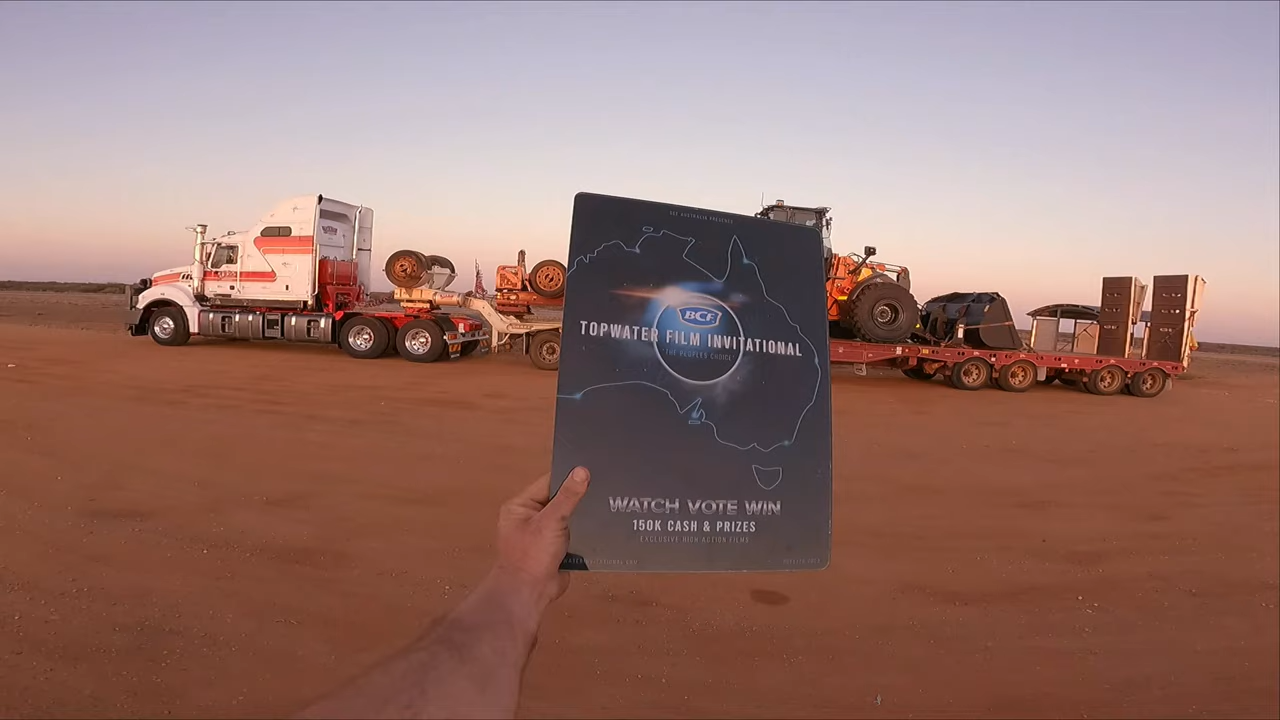 BCF
TOPWATER FILM INVITATIONAL
THE PEOPLES CHOICE
WATCH VOTE WIN
150K CASH & PRIZES
EXCLUSIVE HIGH ACTION FILMS